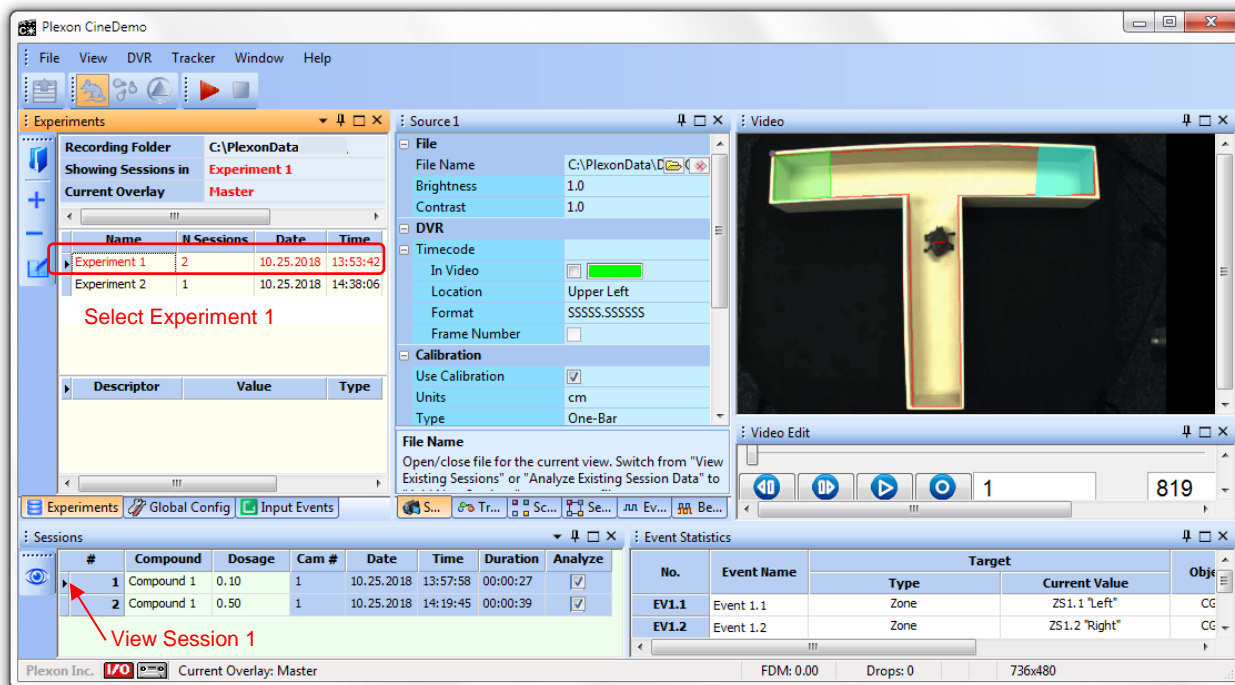 Plexon CineDemo
File View DVR Tracker Window Help
Experiments
Recording Folder C:\PlexonData
Showing Sessions in Experiment 1
Current Overlay Master
Name N Sessions Date Time
Experiment 1 2 10.25.2018 13:53:42
Experiment 2 1 10.25.2018 14:38:06
Select Experiment 1
Descriptor Value Type
Experiments Global Config Input Events
Source 1
File
File Name C:\PlexonData\D
Brightness 1.0
Contrast 1.0
DVR
Timecode
In Video
Location Upper Left
Format SSSSS.SSSSSS
Frame Number
Calibration
Use Calibration
Units cm
Type One-Bar
File Name
Open/close file for the current view. Switch from "View
Existing Sessions" or "Analyze Existing Session Data" to
S... Tr... Sc... Se... Ev... Be...
Video
Video Edit
1 819
Sessions
# Compound Dosage Cam # Date Time Duration Analyze
1 Compound 1 0.10 1 10.25.2018 13:57:58 00:00:27
2 Compound 1 0.50 1 10.25.2018 14:19:45 00:00:39
View Session 1
Event Statistics
No. Event Name Target Obje
Type Current Value
EV1.1 Event 1.1 Zone ZS1.1 "Left" CG
EV1.2 Event 1.2 Zone ZS1.2 "Right" CG
Plexon Inc. I/O Current Overlay: Master FDM: 0.00 Drops: 0 736x480